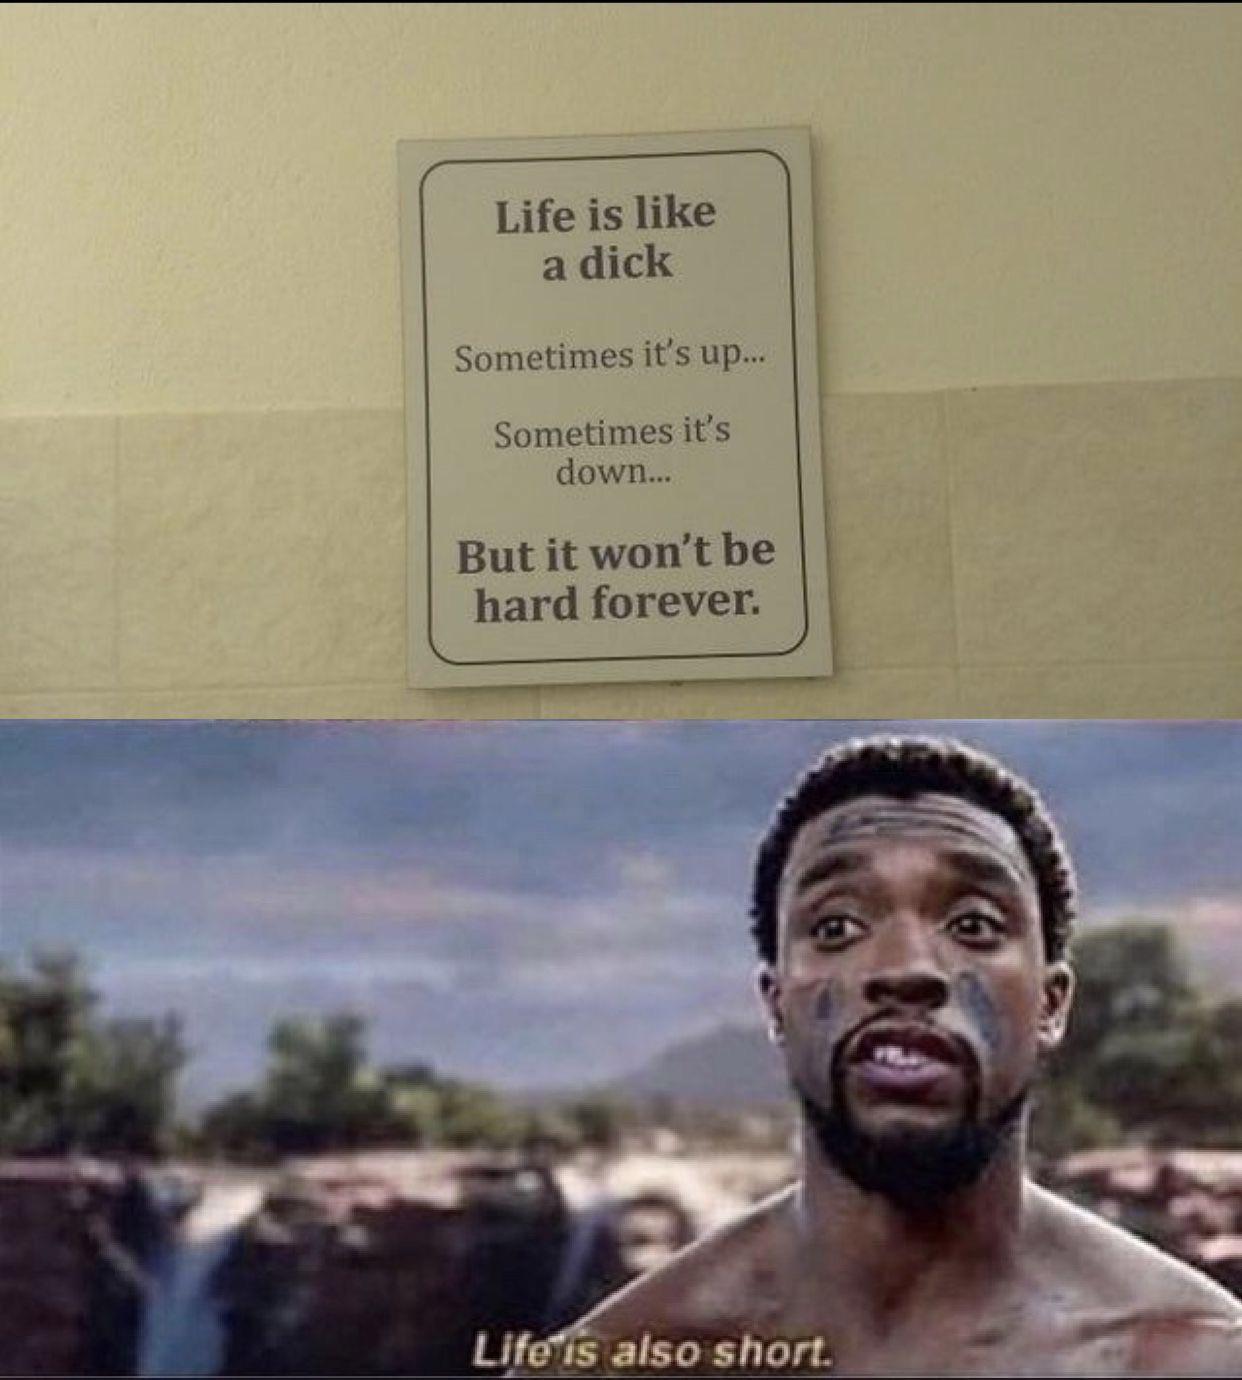 Life is like
a dick
Sometimes it's up...
Sometimes it's
down...
But it won't be
hard forever.
Life is also short.